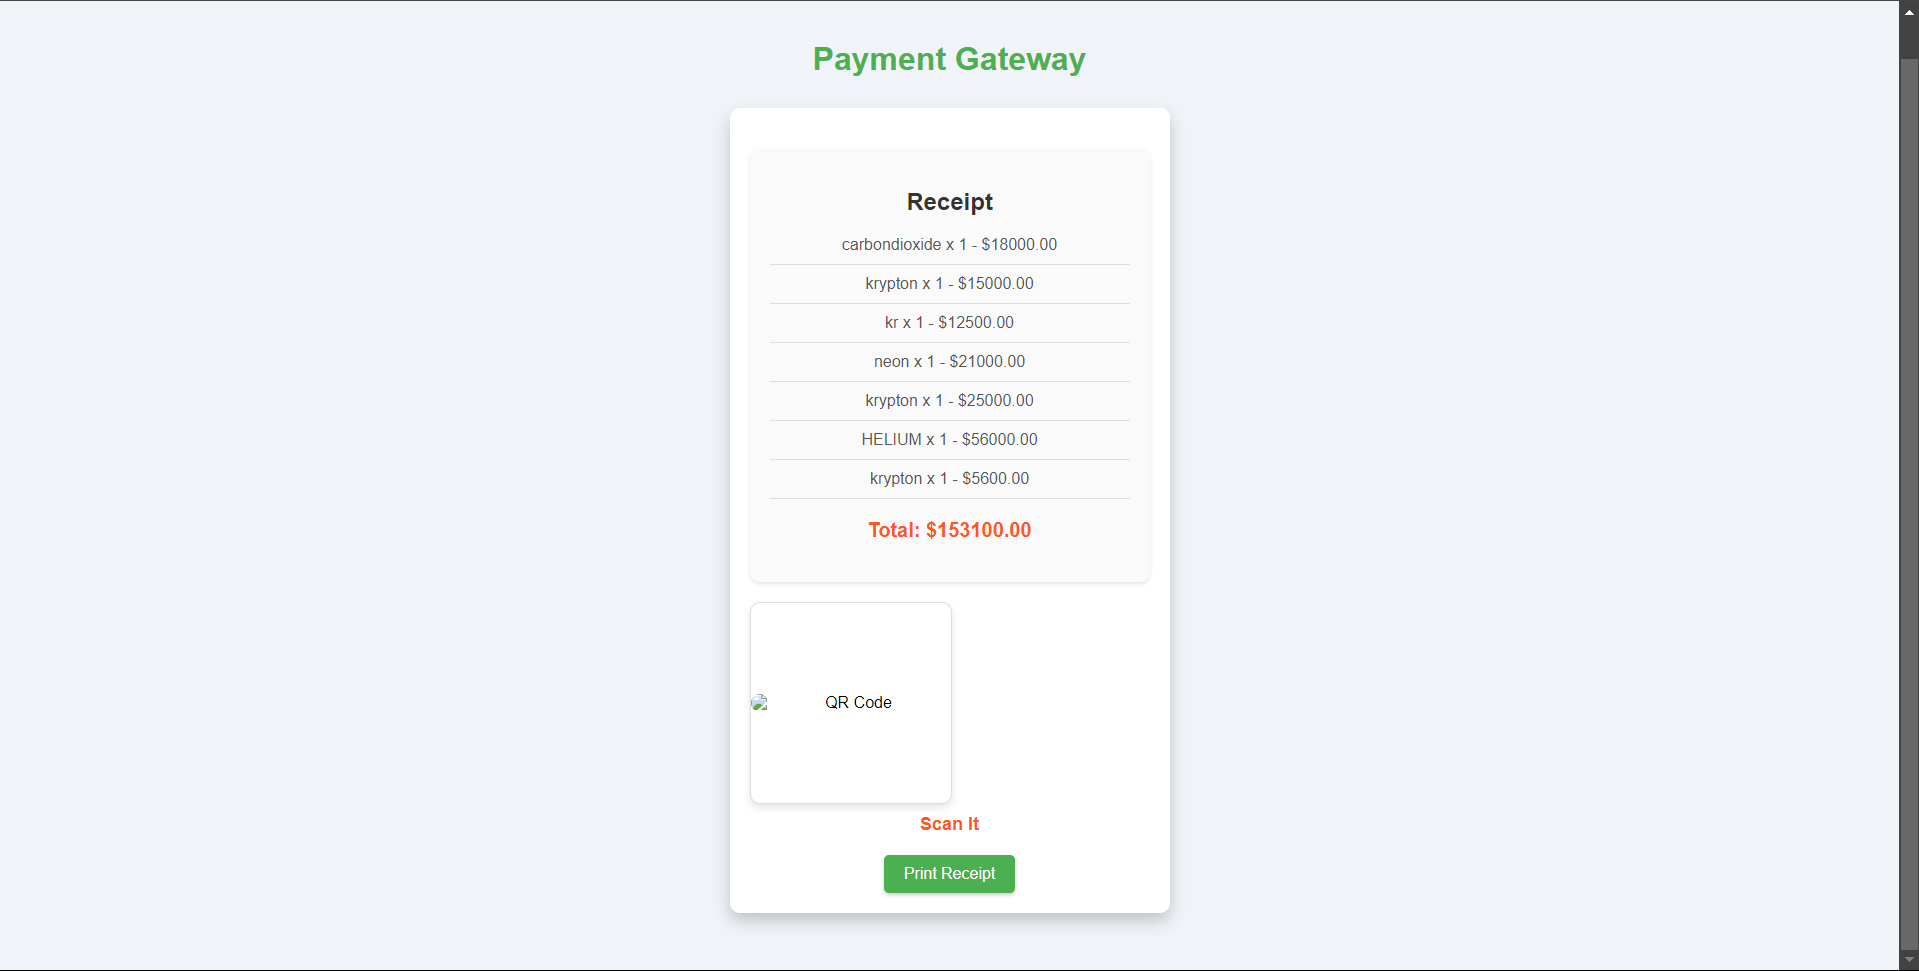 Payment Gateway
Receipt
carbondioxide x 1 - $18000.00
krypton x 1 - $15000.00
kr x 1 - $12500.00
neon x 1 - $21000.00
krypton x 1 - $25000.00
HELIUM x 1 - $56000.00
krypton x 1 - $5600.00
Total: $153100.00
QR Code
Scan It
Print Receipt